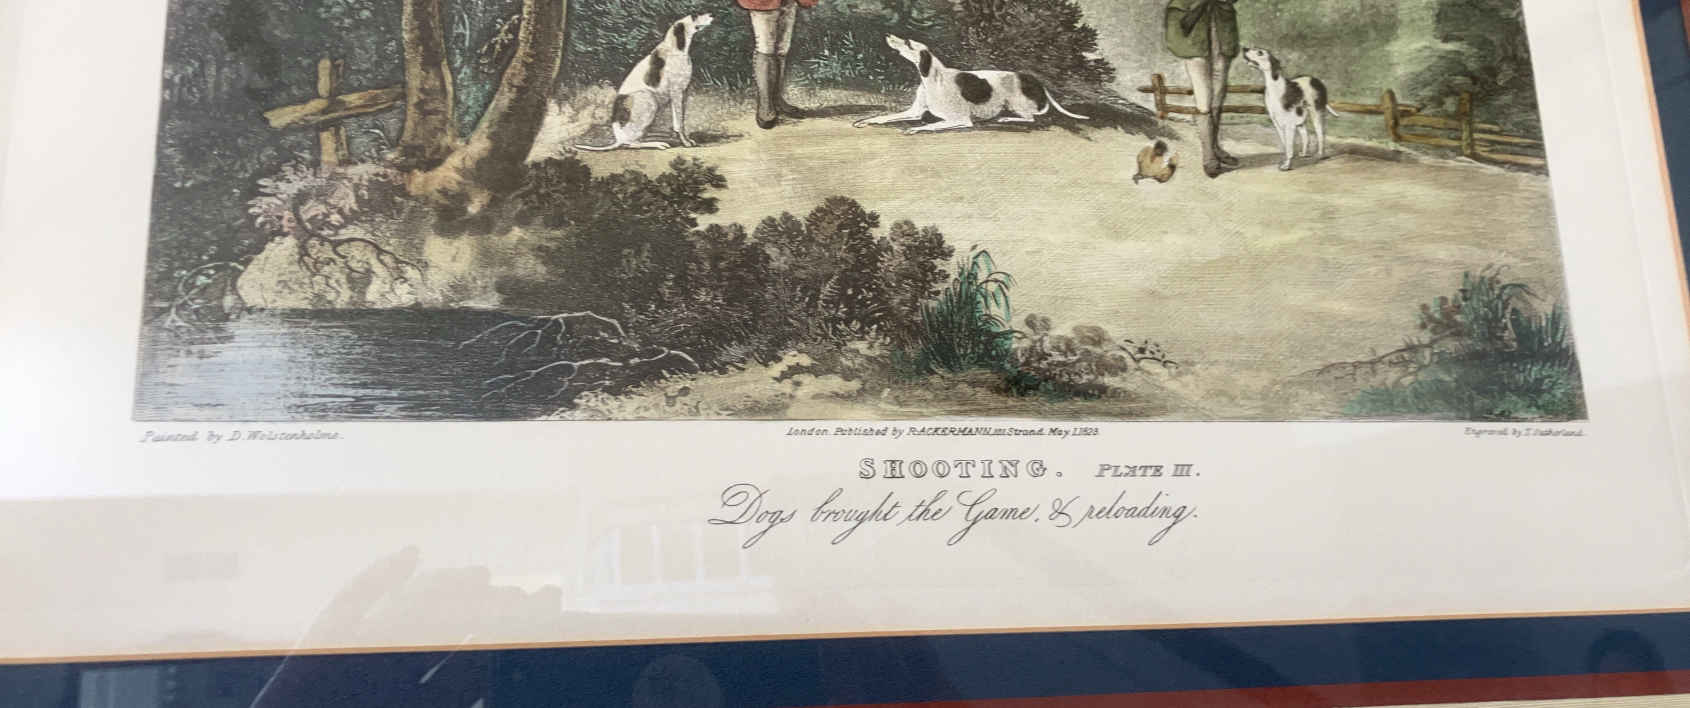 Painted by D. Wolstenholme.
London. Published by R. ACKERMANN, 101 Strand. May 1, 1823.
Engraved by T. Sutherland.
SHOOTING. PLATE III.
Dogs brought the Game, & reloading.